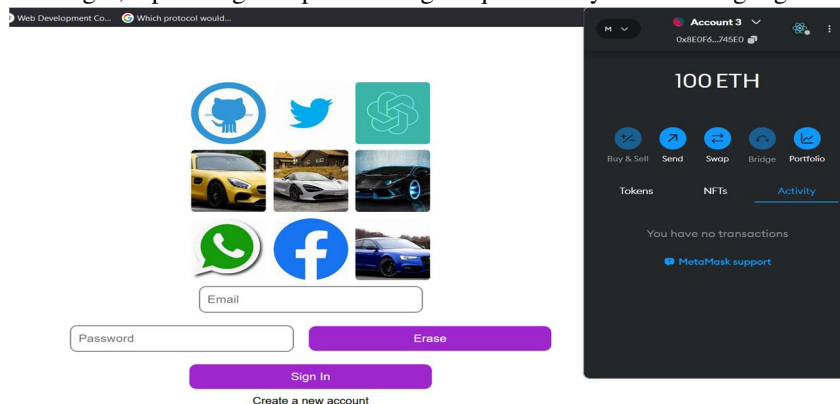 Web Development Co...
Which protocol would...
M
Account 3
0x8E0F6...745E0
100 ETH
Buy & Sell
Send
Swap
Bridge
Portfolio
Tokens
NFTs
Activity
You have no transactions
MetaMask support
Email
Password
Erase
Sign In
Create a new account